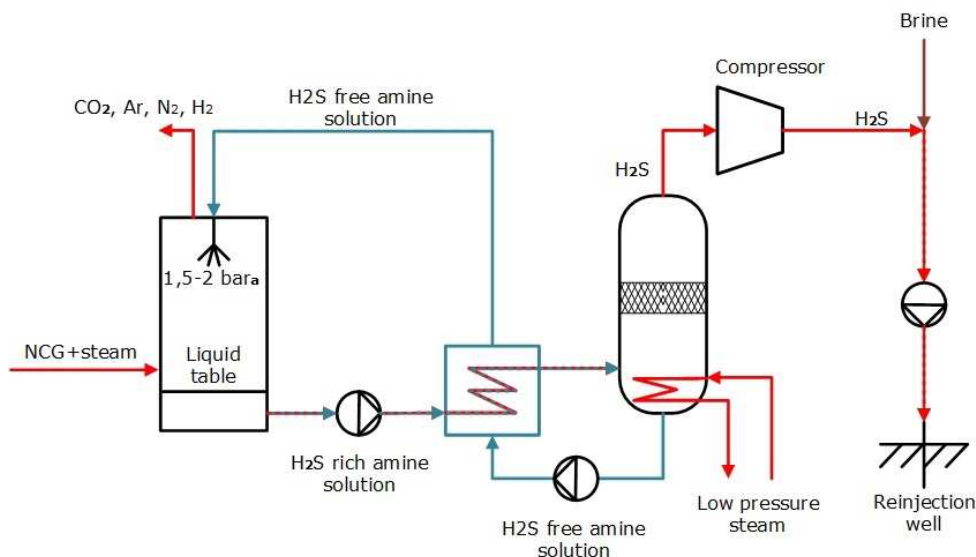 Brine
Compressor
H2S free amine
solution
CO₂, Ar, N₂, H₂
H₂S
H₂S
1,5-2 barₐ
NCG+steam
Liquid
table
H₂S rich amine
solution
Low pressure
steam
Reinjection
well
H2S free amine
solution